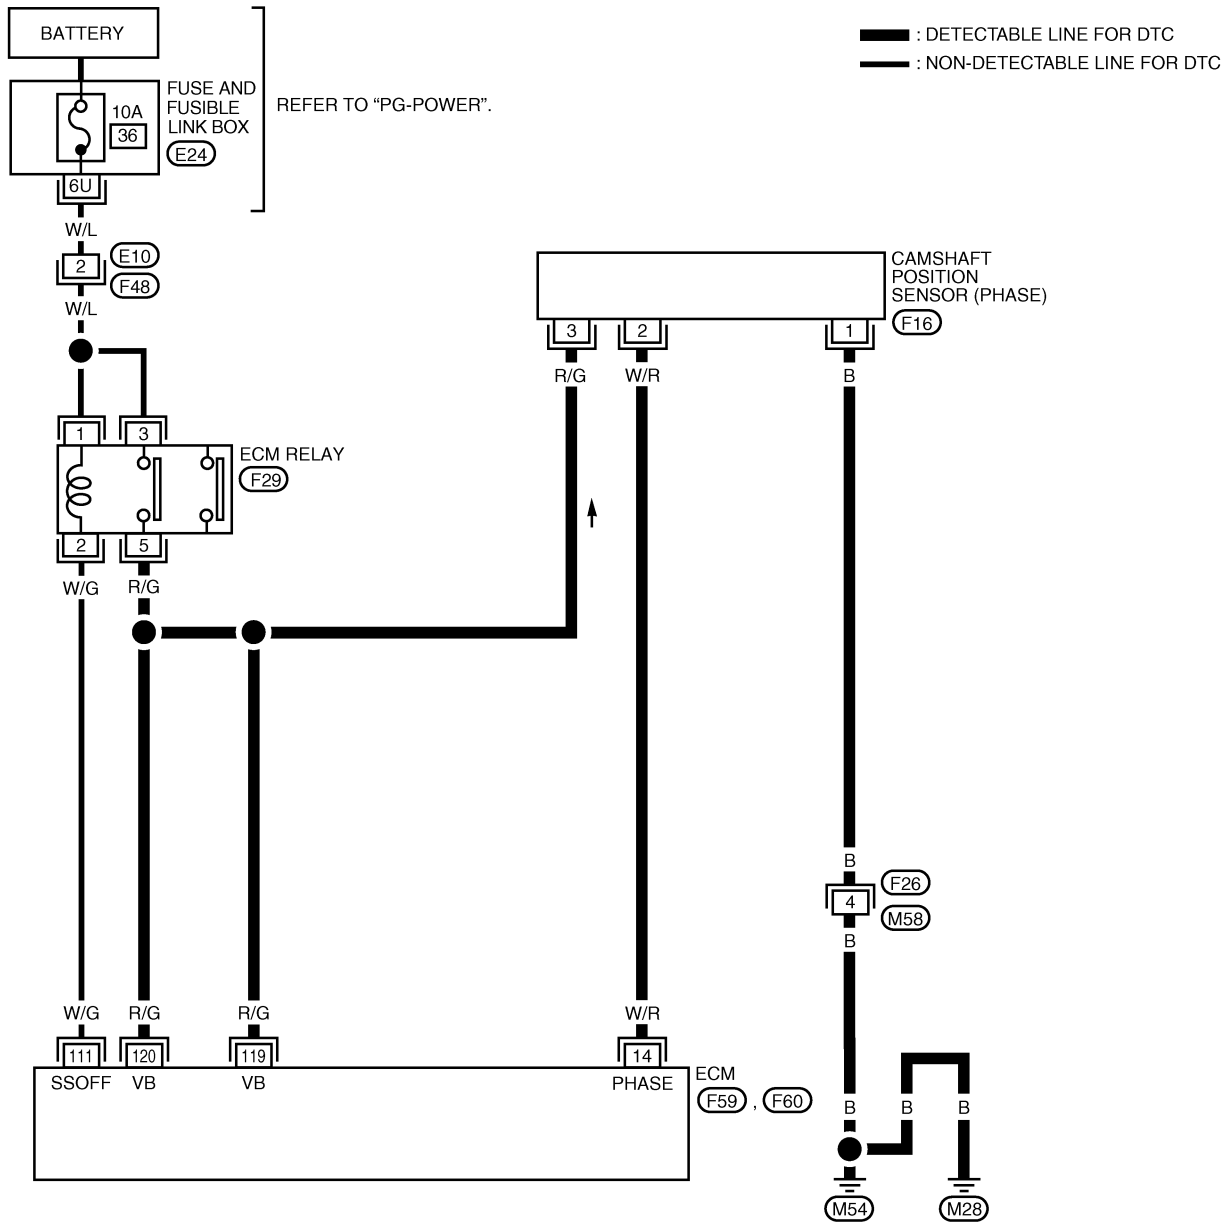 BATTERY
: DETECTABLE LINE FOR DTC
: NON-DETECTABLE LINE FOR DTC
FUSE AND
FUSIBLE
LINK BOX
E24
10A
36
REFER TO “PG-POWER”.
6U
W/L
2
E10
F48
W/L
CAMSHAFT
POSITION
SENSOR (PHASE)
F16
3
2
1
R/G
W/R
B
1
3
ECM RELAY
F29
2
5
W/G
R/G
B
4
F26
M58
B
W/G
R/G
R/G
W/R
111
120
119
14
SSOFF
VB
VB
PHASE
ECM
F59 , F60
B
B
B
M54
M28